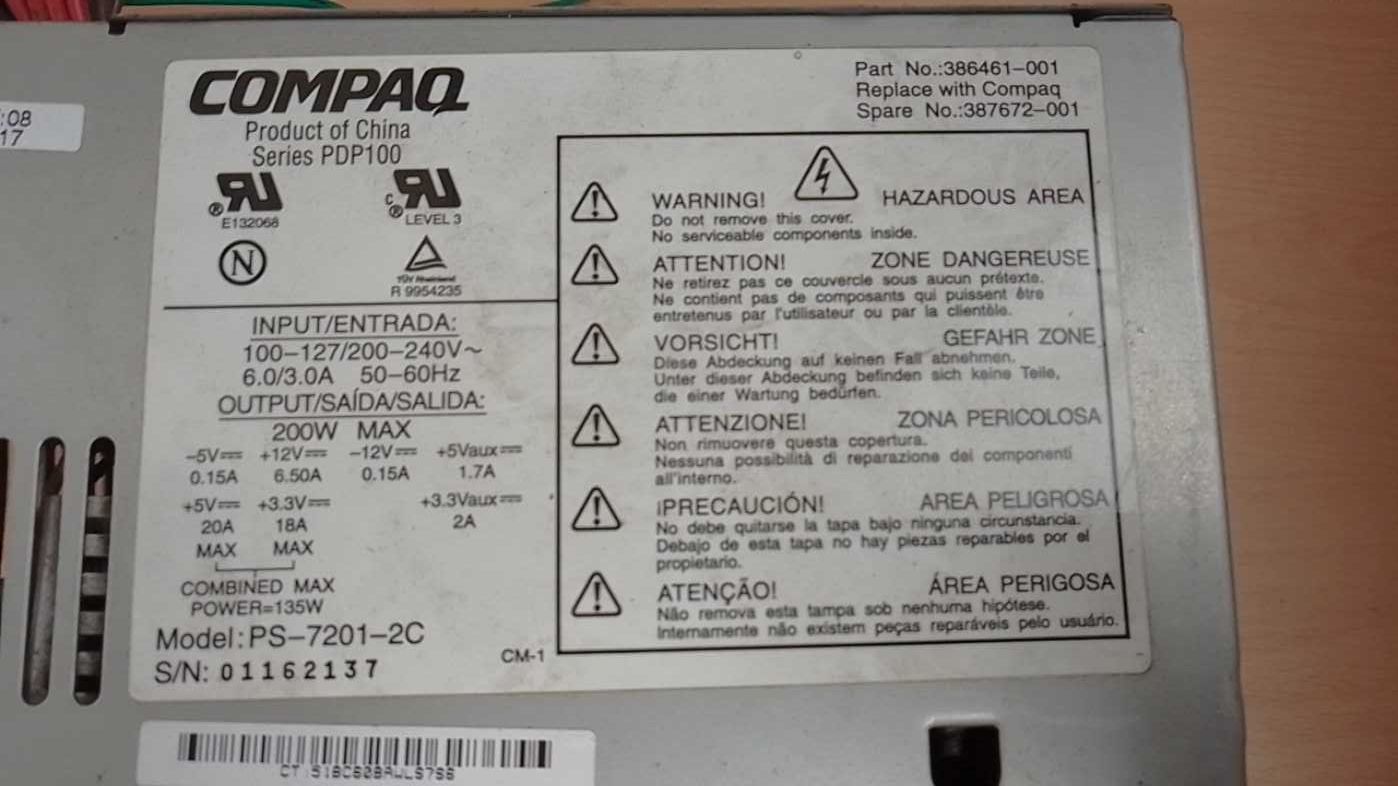 :08
17
COMPAQ
Product of China
Series PDP100
Part No.:386461-001
Replace with Compaq
Spare No.:387672-001
®
E132068
c
®
LEVEL 3
N
TÜV Rheinland
R 9954235
INPUT/ENTRADA:
100-127/200-240V~
6.0/3.0A 50-60Hz
OUTPUT/SAÍDA/SALIDA:
200W MAX
-5V +12V -12V +5Vaux
0.15A 6.50A 0.15A 1.7A
+5V +3.3V +3.3Vaux
20A 18A 2A
MAX MAX
COMBINED MAX
POWER=135W
Model: PS-7201-2C
S/N: 01162137
CM-1
WARNING! HAZARDOUS AREA
Do not remove this cover.
No serviceable components inside.
ATTENTION! ZONE DANGEREUSE
Ne retirez pas ce couvercle sous aucun prétexte.
Ne contient pas de composants qui puissent être
entretenus par l'utilisateur ou par la clientèle.
VORSICHT! GEFAHR ZONE
Diese Abdeckung auf keinen Fall abnehmen.
Unter dieser Abdeckung befinden sich keine Teile,
die einer Wartung bedürfen.
ATTENZIONE! ZONA PERICOLOSA
Non rimuovere questa copertura.
Nessuna possibilità di reparazione dei componenti
all'interno.
¡PRECAUCIÓN! AREA PELIGROSA
No debe quitarse la tapa bajo ninguna circunstancia.
Debajo de esta tapa no hay piezas reparables por el
propietario.
ATENÇÃO! ÁREA PERIGOSA
Não remova esta tampa sob nenhuma hipótese.
Internamente não existem peças reparáveis pelo usuário.